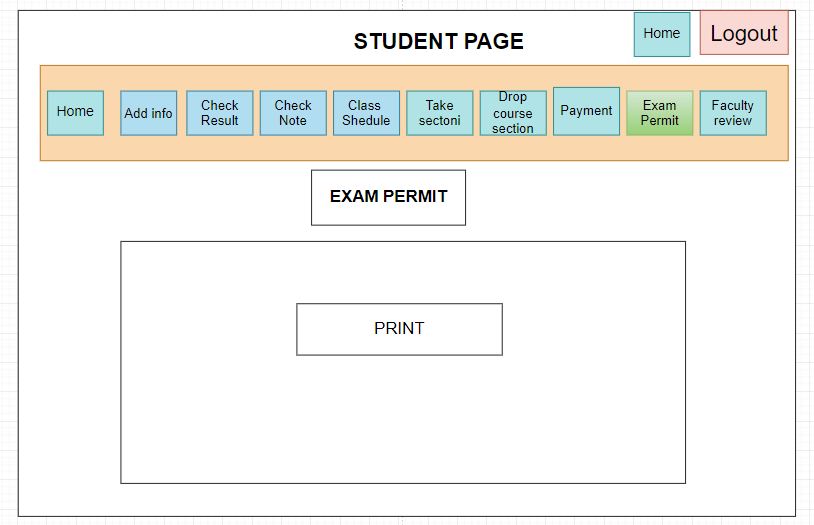 STUDENT PAGE
Home
Logout
Home
Add info
Check
Result
Check
Note
Class
Shedule
Take
sectoni
Drop
course
section
Payment
Exam
Permit
Faculty
review
EXAM PERMIT
PRINT